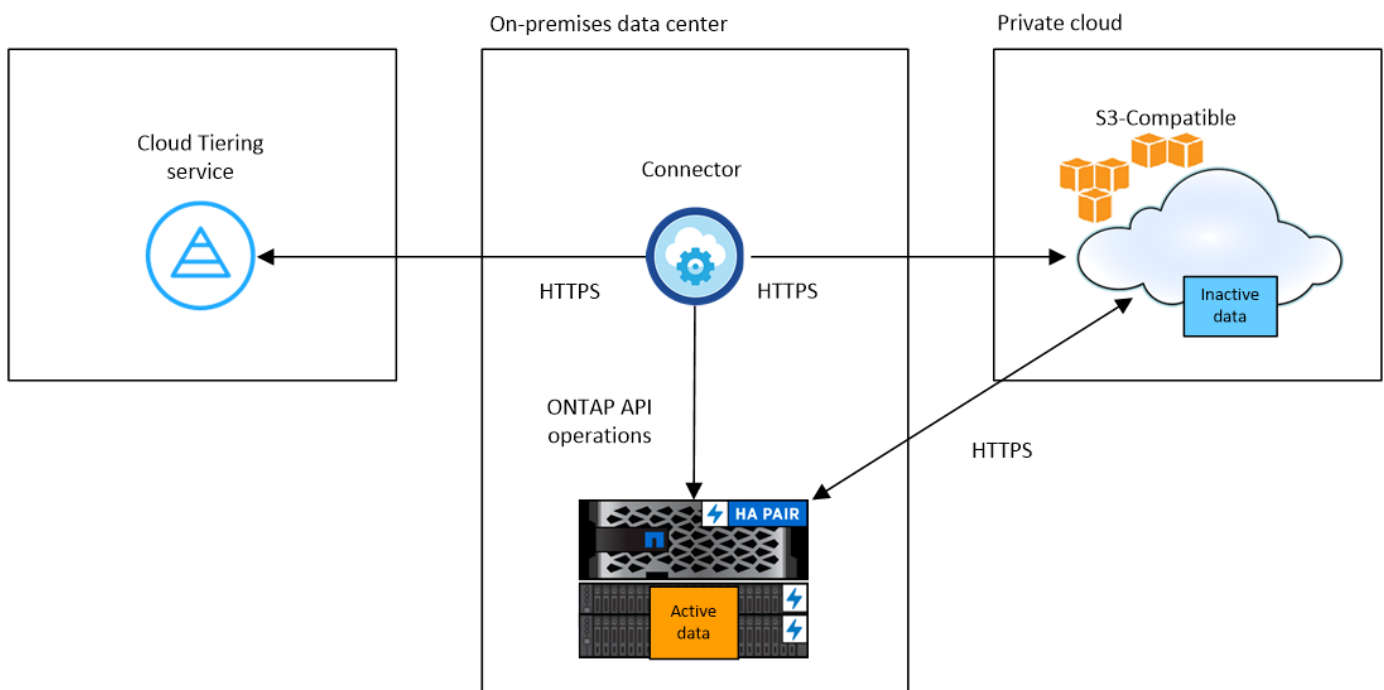 On-premises data center
Private cloud
Cloud Tiering
service
Connector
S3-Compatible
HTTPS
HTTPS
Inactive
data
ONTAP API
operations
HTTPS
HA PAIR
Active
data